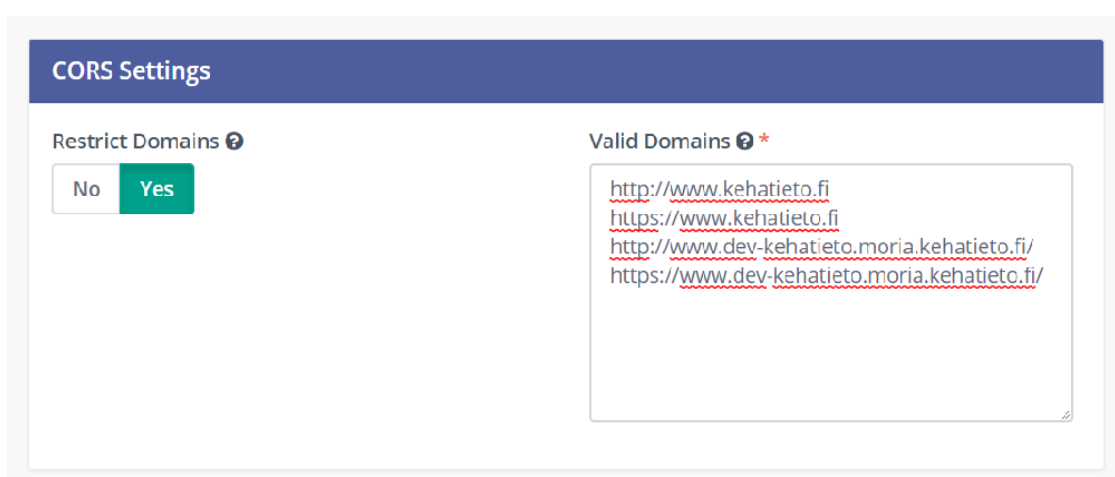 CORS Settings
Restrict Domains
No Yes
Valid Domains *
http://www.kehatieto.fi
https://www.kehatieto.fi
http://www.dev-kehatieto.moria.kehatieto.fi/
https://www.dev-kehatieto.moria.kehatieto.fi/